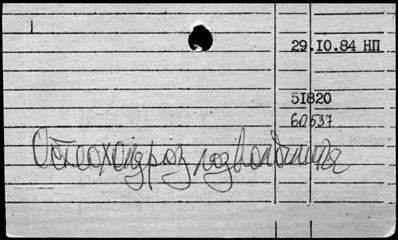 29.10.84 НП
51820
60537
Остеохондроз позвоночника